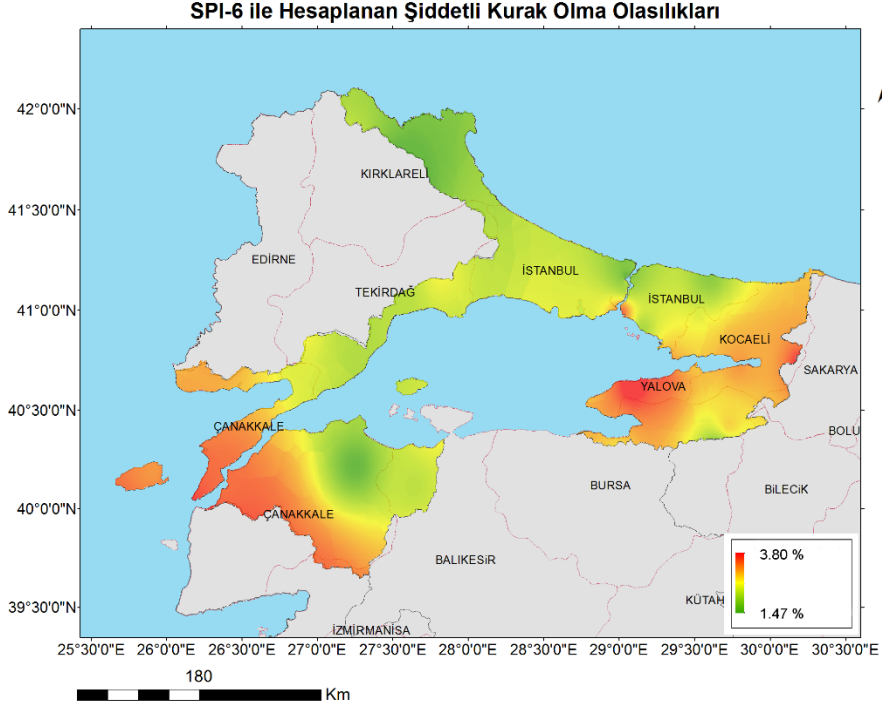 SPI-6 ile Hesaplanan Şiddetli Kurak Olma Olasılıkları
42°0'0"N
KIRKLARELİ
41°30'0"N
EDİRNE
İSTANBUL
TEKİRDAĞ
İSTANBUL
41°0'0"N
KOCAELİ
SAKARYA
YALOVA
40°30'0"N
ÇANAKKALE
BOLU
BURSA
BİLECİK
40°0'0"N
ÇANAKKALE
BALIKESİR
3.80 %
1.47 %
39°30'0"N
KÜTAH
İZMİRMANİSA
25°30'0"E 26°0'0"E 26°30'0"E 27°0'0"E 27°30'0"E 28°0'0"E 28°30'0"E 29°0'0"E 29°30'0"E 30°0'0"E 30°30'0"E
180
Km